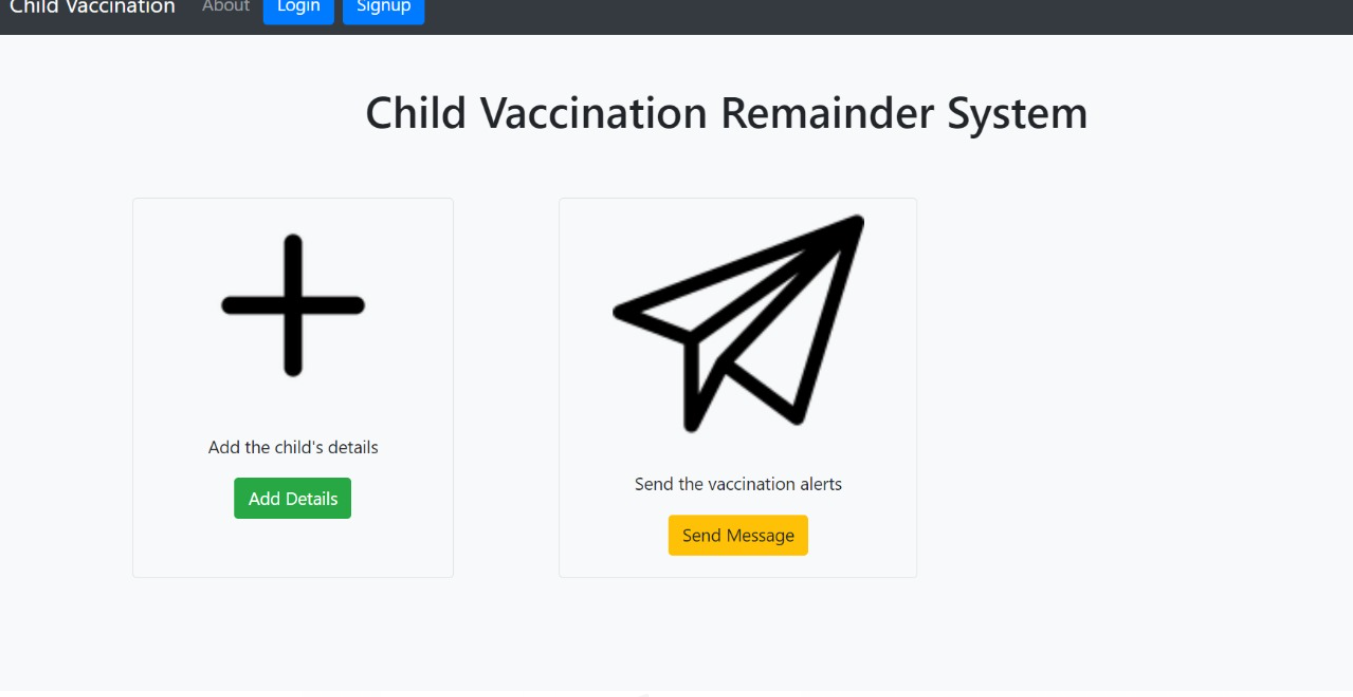 Child Vaccination About Login Signup
Child Vaccination Remainder System
Add the child's details
Add Details
Send the vaccination alerts
Send Message